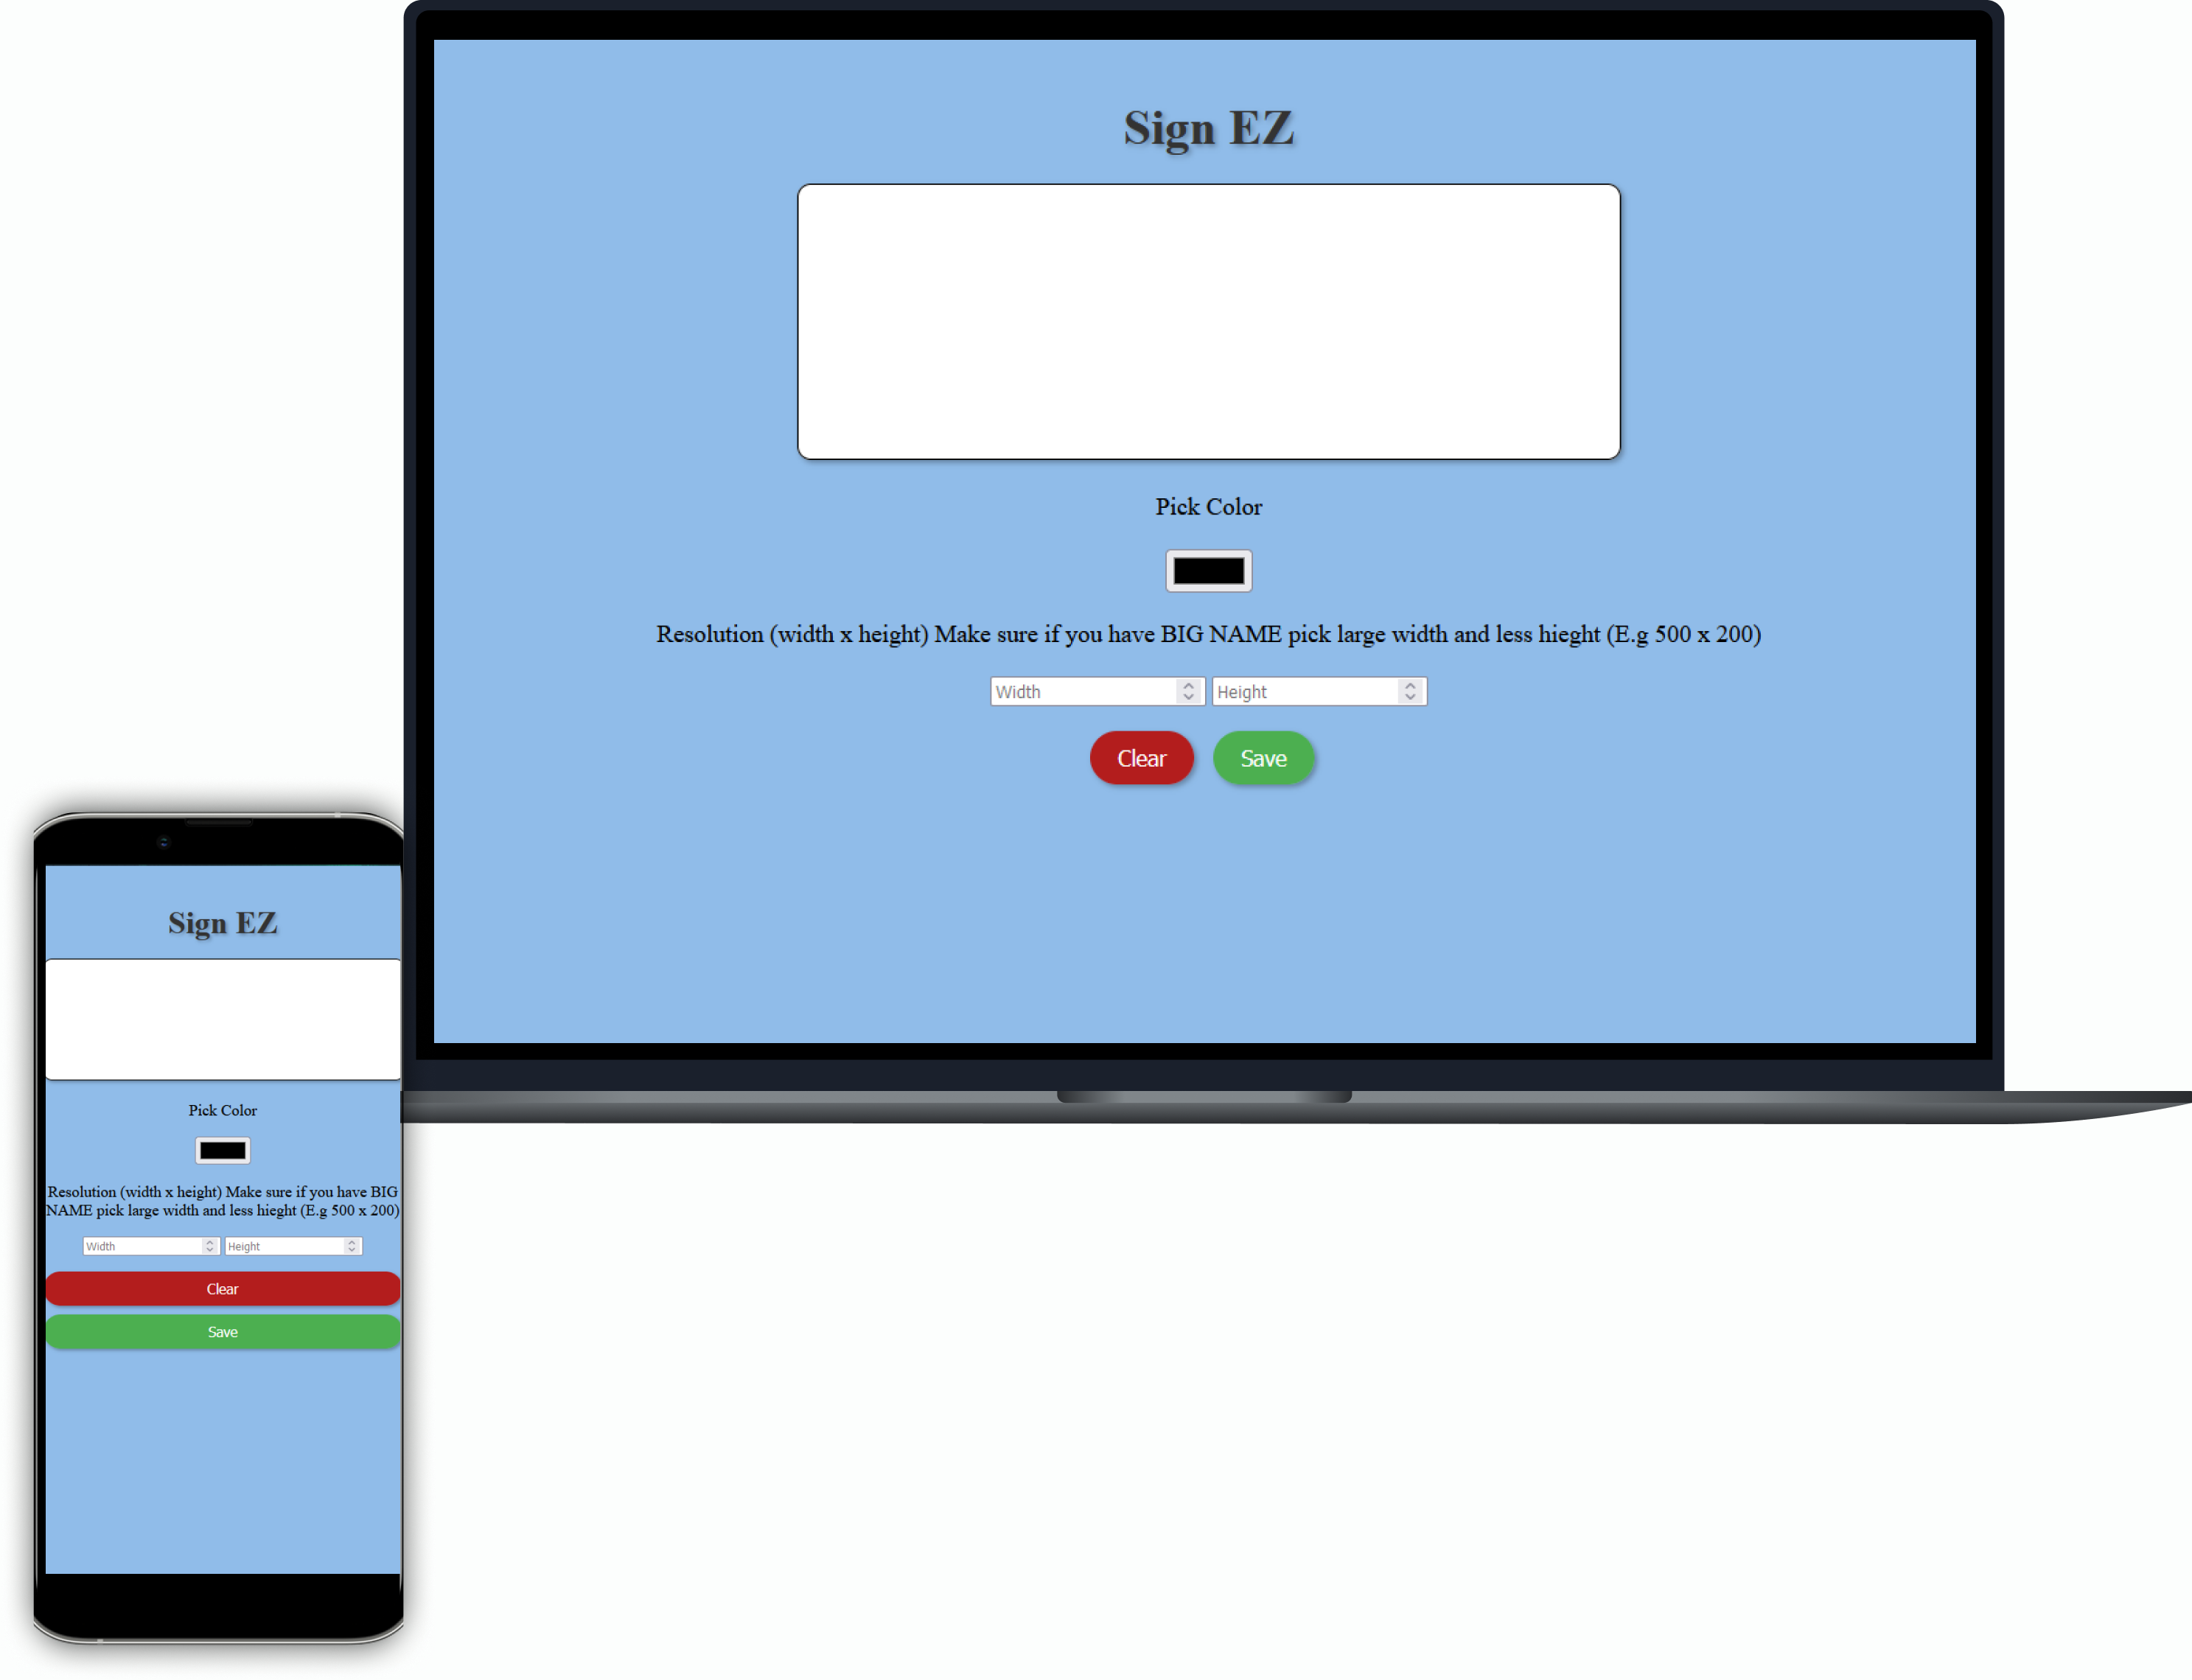 Sign EZ
Pick Color
Resolution (width x height) Make sure if you have BIG NAME pick large width and less hieght (E.g 500 x 200)
Width Height
Clear Save
Sign EZ
Pick Color
Resolution (width x height) Make sure if you have BIG
NAME pick large width and less hieght (E.g 500 x 200)
Width Height
Clear
Save